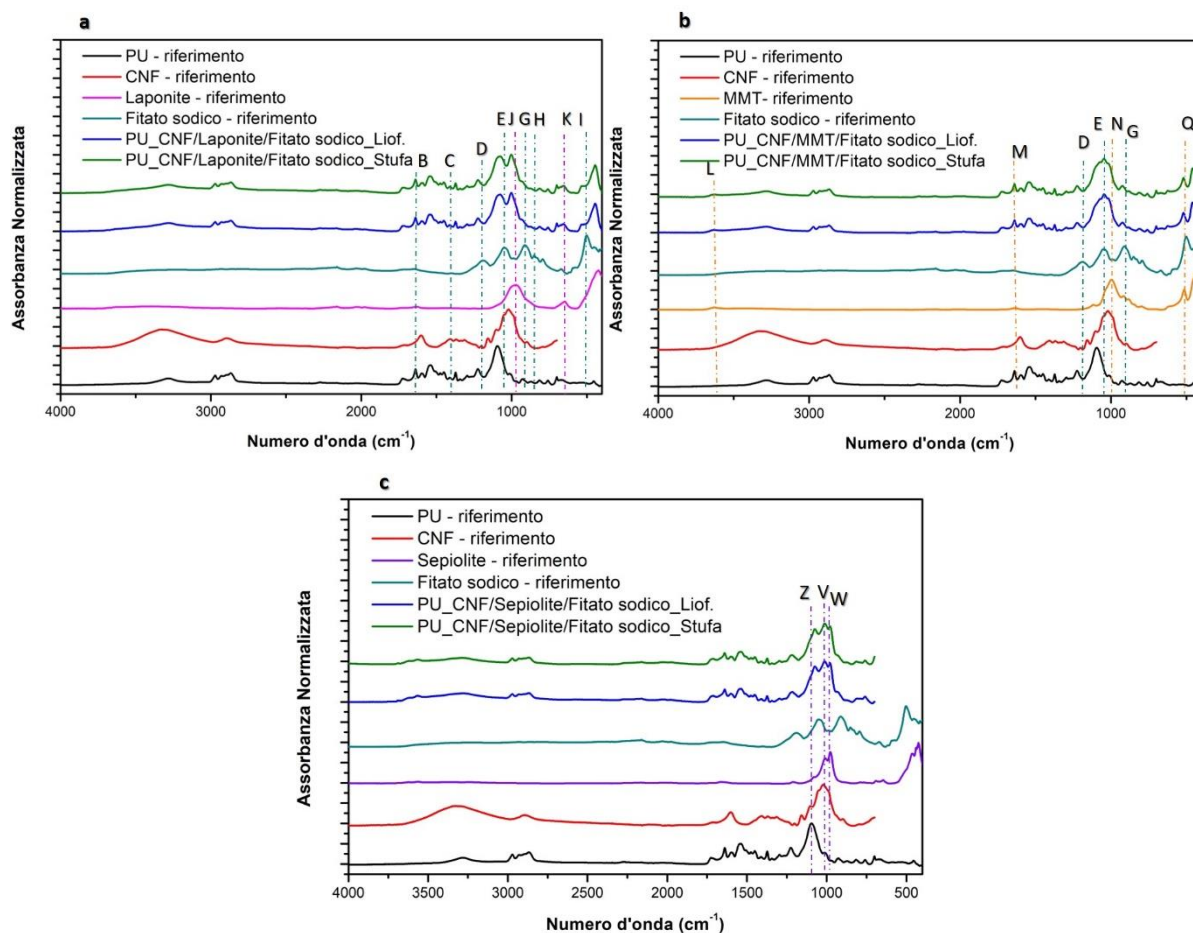 a
PU - riferimento
CNF - riferimento
Laponite - riferimento
Fitato sodico - riferimento
PU_CNF/Laponite/Fitato sodico_Liof.
PU_CNF/Laponite/Fitato sodico_Stufa
B C D E J G H K I
Assorbanza Normalizzata
4000 3000 2000 1000
Numero d'onda (cm⁻¹)
b
PU - riferimento
CNF - riferimento
MMT- riferimento
Fitato sodico - riferimento
PU_CNF/MMT/Fitato sodico_Liof.
PU_CNF/MMT/Fitato sodico_Stufa
L M D E N G Q
Assorbanza Normalizzata
4000 3000 2000 1000
Numero d'onda (cm⁻¹)
c
PU - riferimento
CNF - riferimento
Sepiolite - riferimento
Fitato sodico - riferimento
PU_CNF/Sepiolite/Fitato sodico_Liof.
PU_CNF/Sepiolite/Fitato sodico_Stufa
Z V W
Assorbanza Normalizzata
4000 3500 3000 2500 2000 1500 1000 500
Numero d'onda (cm⁻¹)